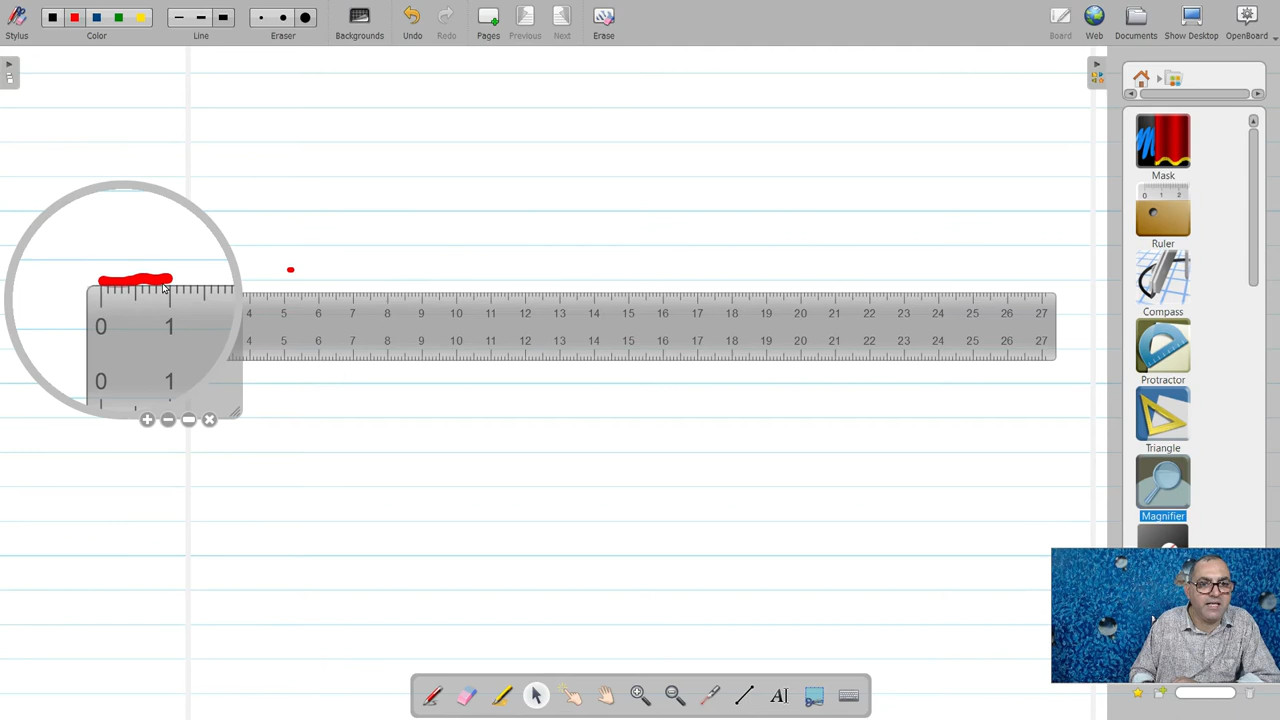 Stylus Color Line Eraser Backgrounds Undo Redo Pages Previous Next Erase Board Web Documents Show Desktop OpenBoard
Mask
0 1 2
Ruler
Compass
Protractor
Triangle
Magnifier
0 1
4 5 6 7 8 9 10 11 12 13 14 15 16 17 18 19 20 21 22 23 24 25 26 27
4 5 6 7 8 9 10 11 12 13 14 15 16 17 18 19 20 21 22 23 24 25 26 27
0 1
A